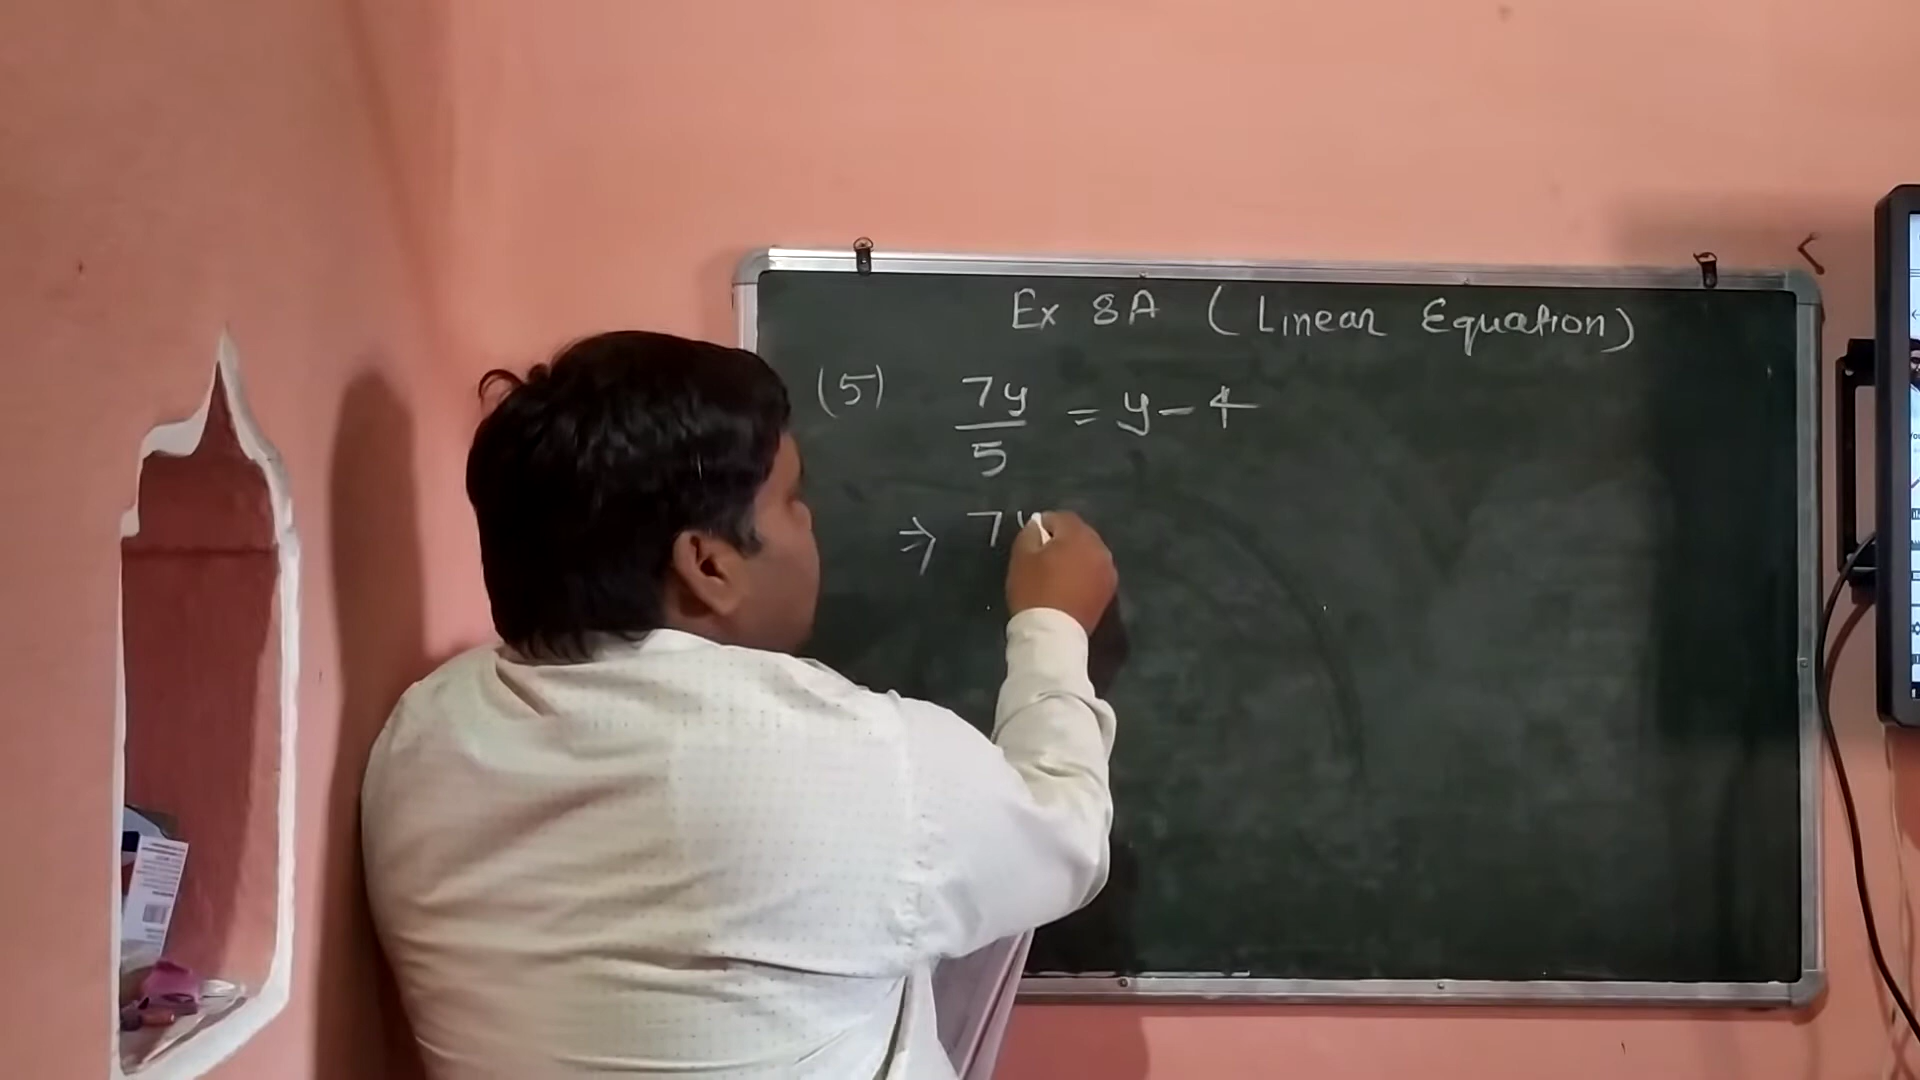 Ex 8A (Linear Equation)
(5) 7y/5 = y - 4
⇒ 7y